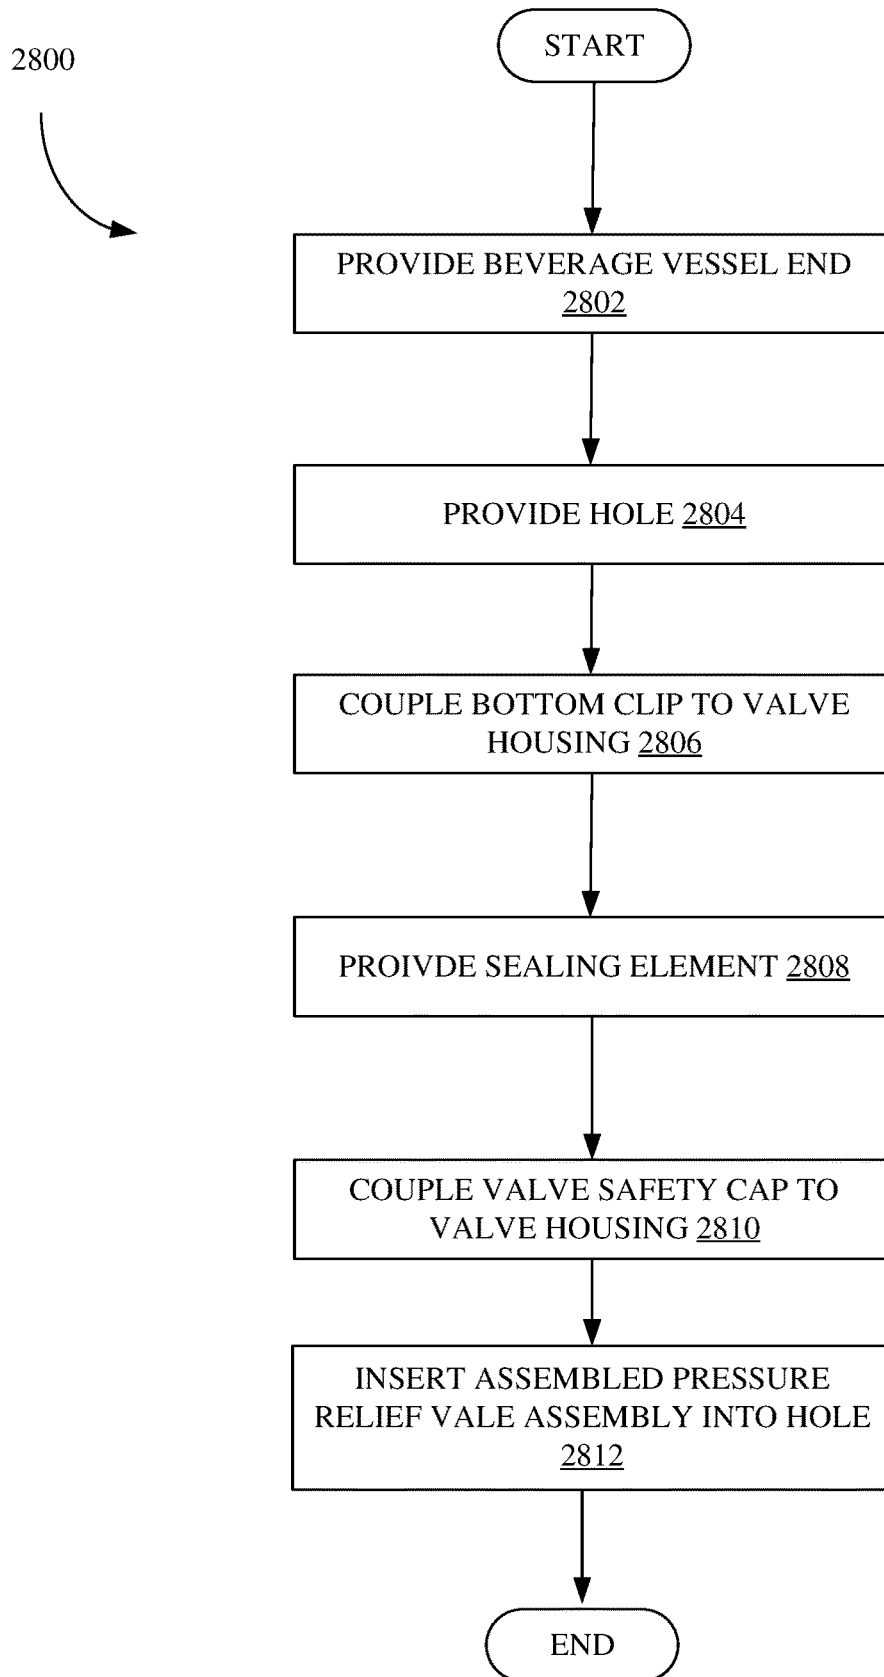 START
2800
PROVIDE BEVERAGE VESSEL END
2802
PROVIDE HOLE 2804
COUPLE BOTTOM CLIP TO VALVE
HOUSING 2806
PROIVDE SEALING ELEMENT 2808
COUPLE VALVE SAFETY CAP TO
VALVE HOUSING 2810
INSERT ASSEMBLED PRESSURE
RELIEF VALE ASSEMBLY INTO HOLE
2812
END